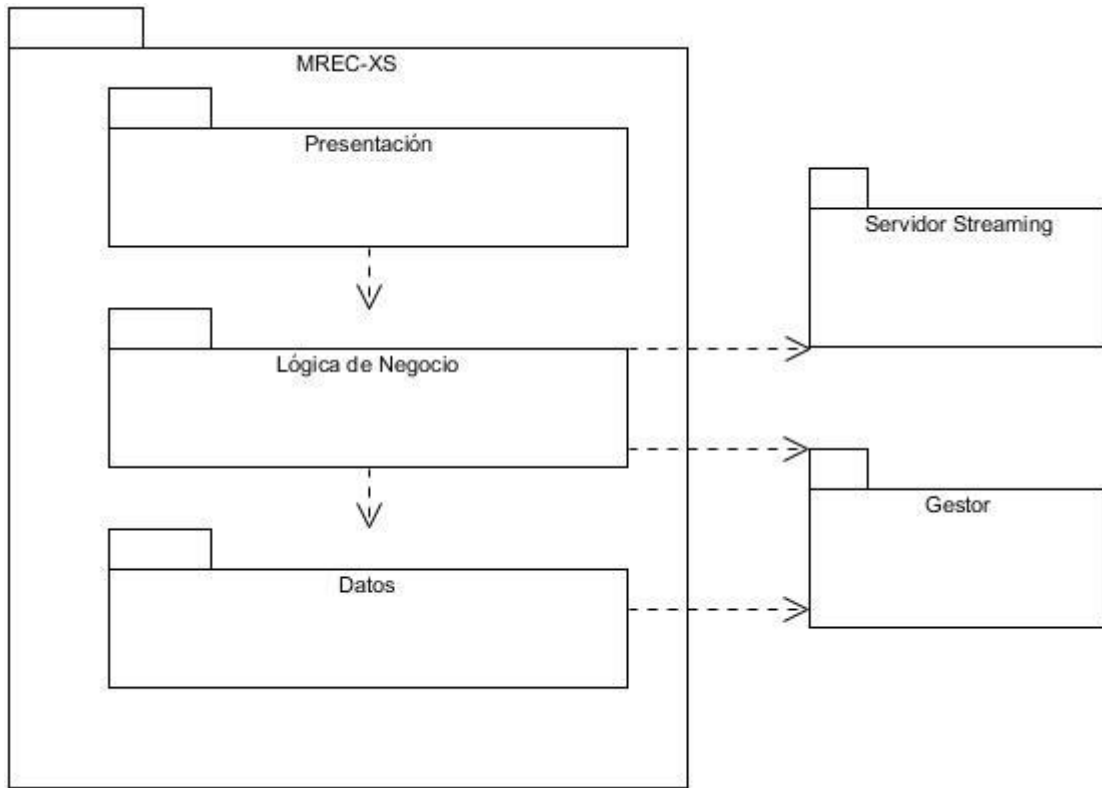 MREC-XS
Presentación
Servidor Streaming
Lógica de Negocio
Gestor
Datos